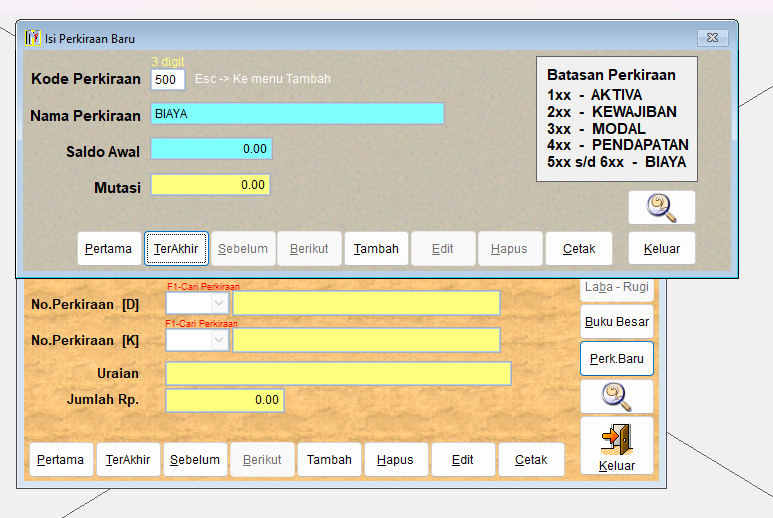 Isi Perkiraan Baru
3 digit
Kode Perkiraan 500 Esc -> Ke menu Tambah
Nama Perkiraan BIAYA
Saldo Awal 0.00
Mutasi 0.00
Batasan Perkiraan
1xx - AKTIVA
2xx - KEWAJIBAN
3xx - MODAL
4xx - PENDAPATAN
5xx s/d 6xx - BIAYA
Pertama TerAkhir Sebelum Berikut Tambah Edit Hapus Cetak Keluar
F1-Cari Perkiraan
No.Perkiraan [D]
F1-Cari Perkiraan
No.Perkiraan [K]
Uraian
Jumlah Rp. 0.00
Laba - Rugi
Buku Besar
Perk.Baru
Keluar
Pertama TerAkhir Sebelum Berikut Tambah Hapus Edit Cetak